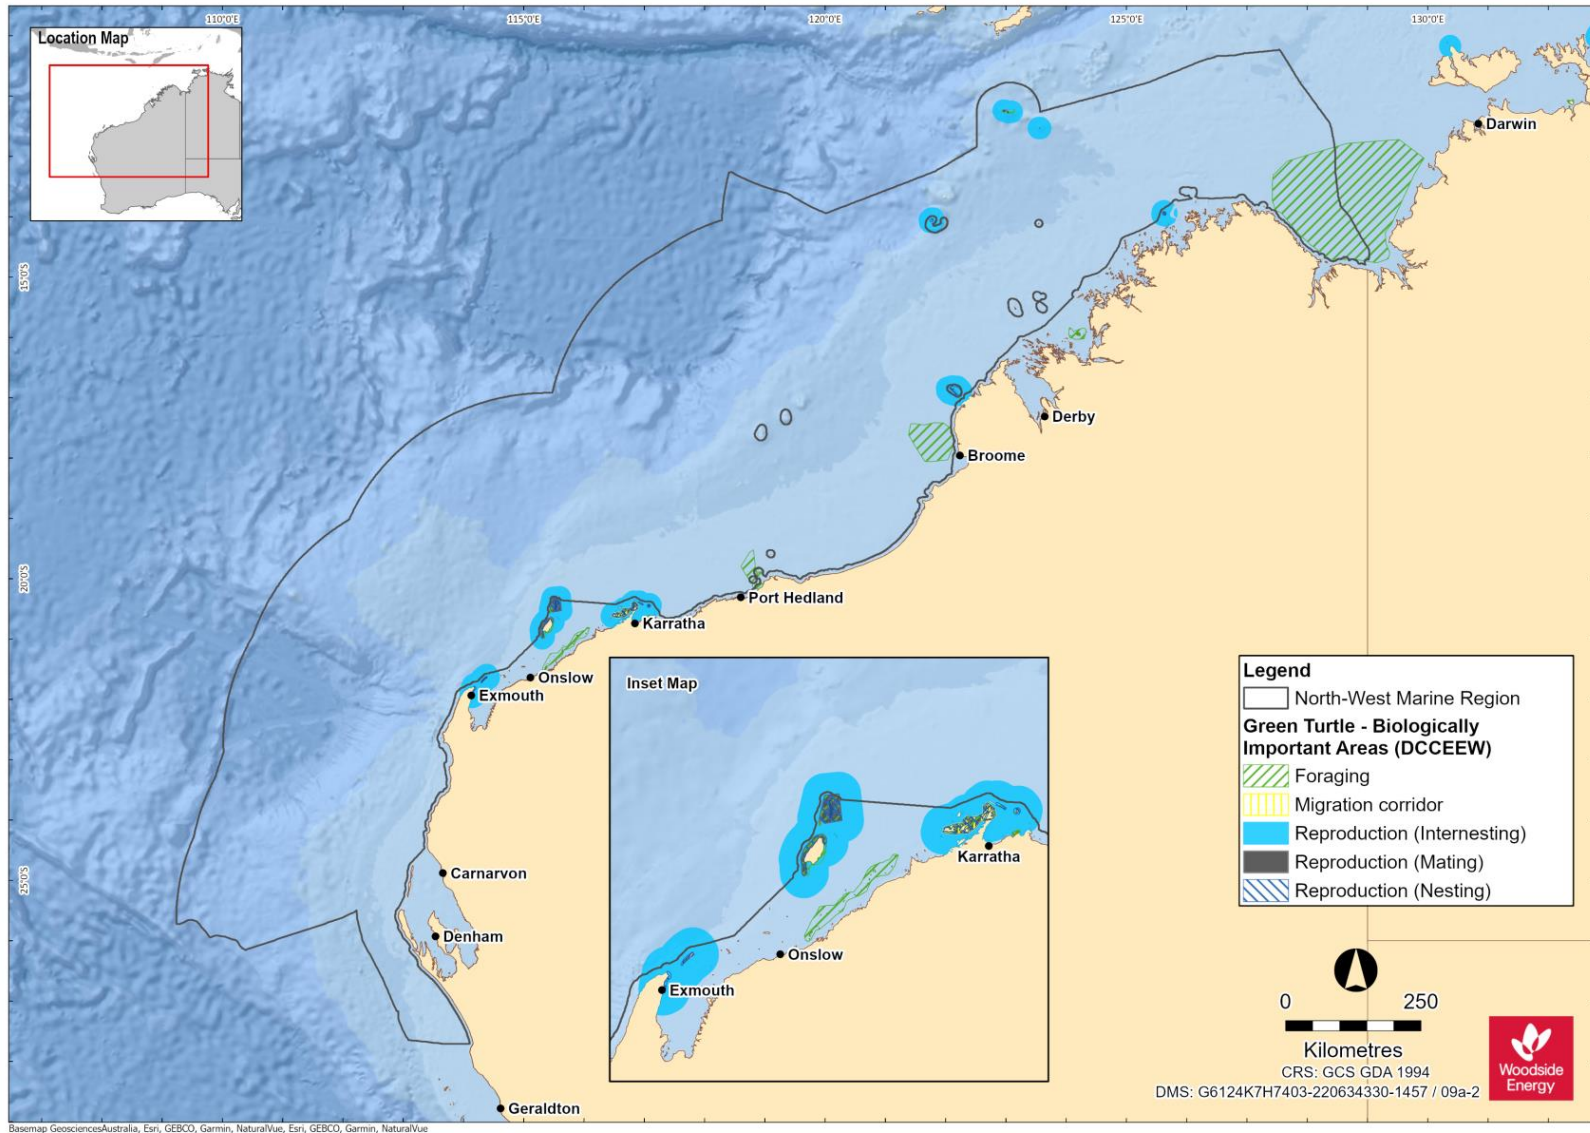 110°0'E
115°0'E
120°0'E
125°0'E
130°0'E
Location Map
Darwin
15°0'S
Derby
Broome
20°0'S
Port Hedland
Karratha
Onslow
Exmouth
Inset Map
Karratha
Onslow
Exmouth
25°0'S
Carnarvon
Denham
Geraldton
Legend
North-West Marine Region
Green Turtle - Biologically
Important Areas (DCCEEW)
Foraging
Migration corridor
Reproduction (Internesting)
Reproduction (Mating)
Reproduction (Nesting)
0 250
Kilometres
CRS: GCS GDA 1994
DMS: G6124K7H7403-220634330-1457 / 09a-2
Woodside
Energy
Basemap GeosciencesAustralia, Esri, GEBCO, Garmin, NaturalVue, Esri, GEBCO, Garmin, NaturalVue